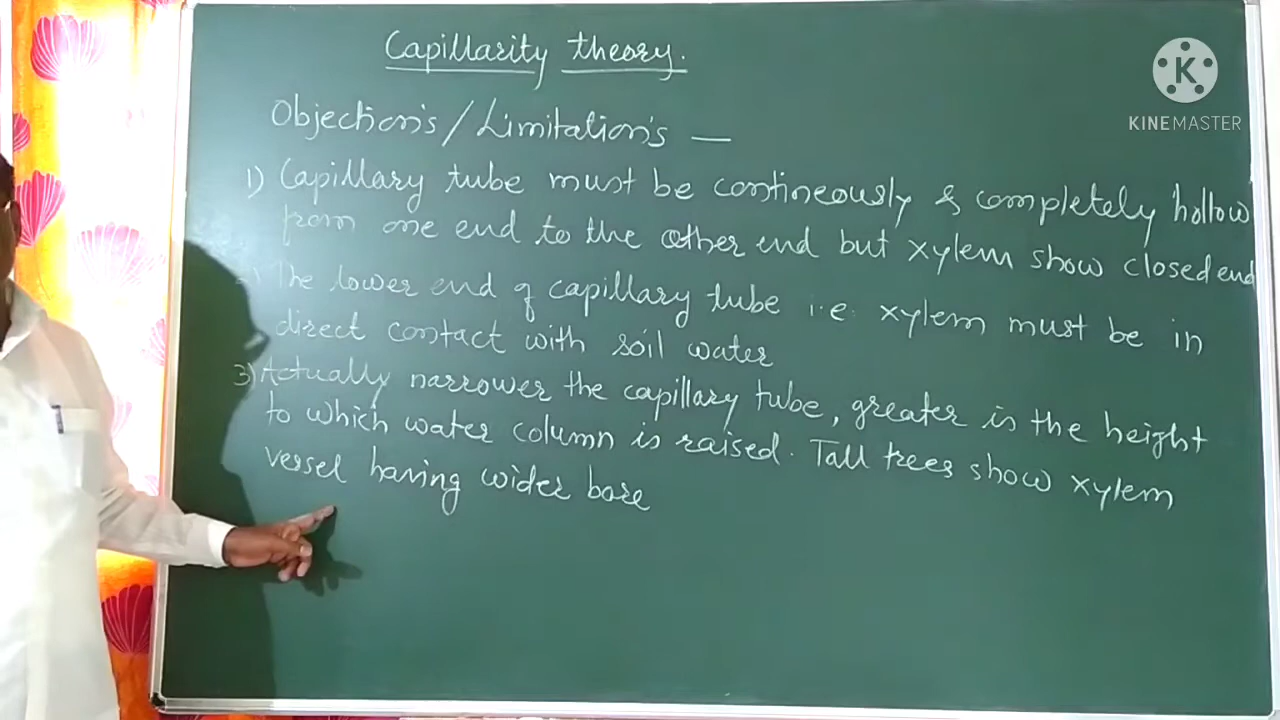 Capillarity theory.
K
KINEMASTER
Objection's / Limitation's —
1) Capillary tube must be contineously & completely hollow
from one end to the other end but xylem show closed end
The lower end of capillary tube i.e. xylem must be in
direct contact with soil water
3) Actually narrower the capillary tube, greater is the height
to which water column is raised. Tall trees show xylem
vessel having wider bore